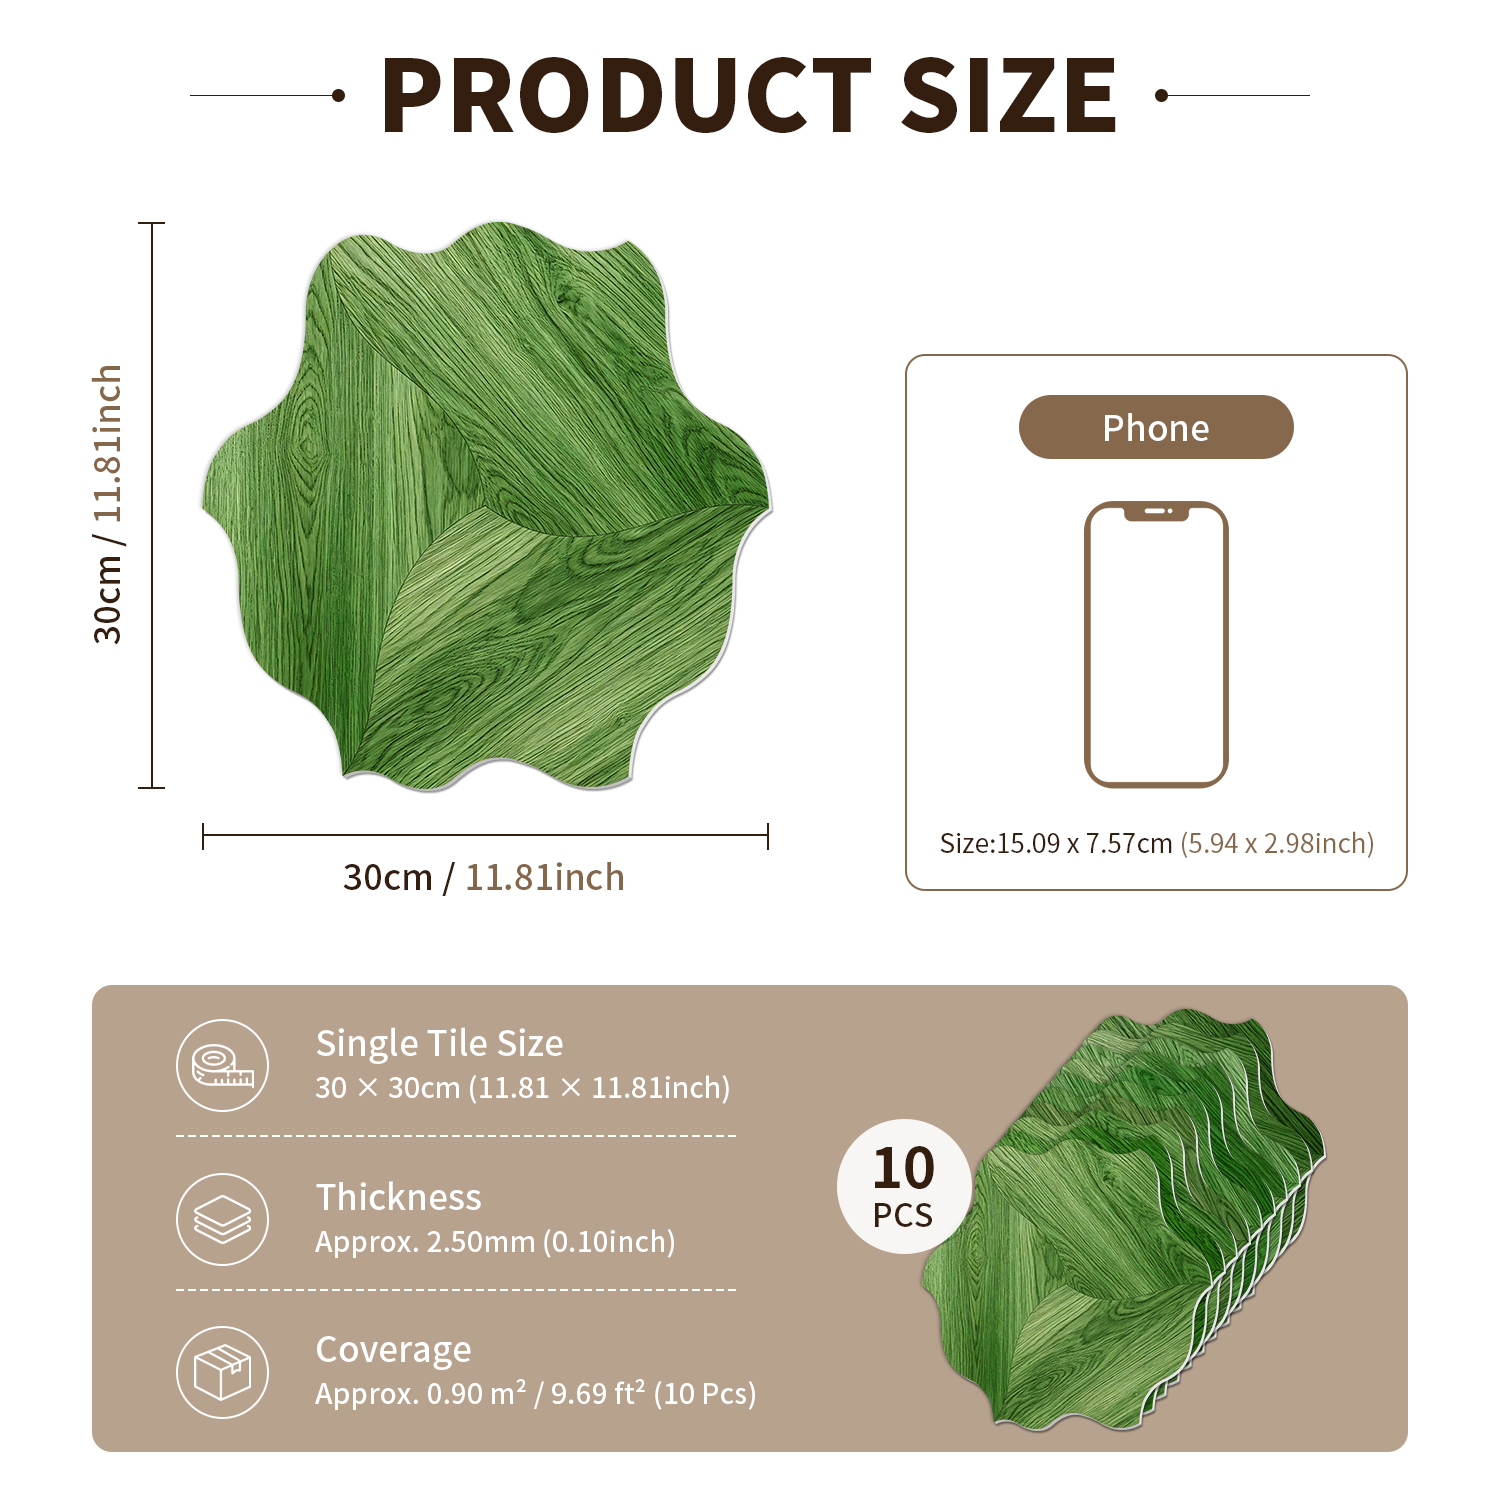 PRODUCT SIZE
30cm / 11.81inch
30cm / 11.81inch
Phone
Size:15.09 x 7.57cm (5.94 x 2.98inch)
Single Tile Size
30 × 30cm (11.81 × 11.81inch)
Thickness
Approx. 2.50mm (0.10inch)
Coverage
Approx. 0.90 m² / 9.69 ft² (10 Pcs)
10
PCS